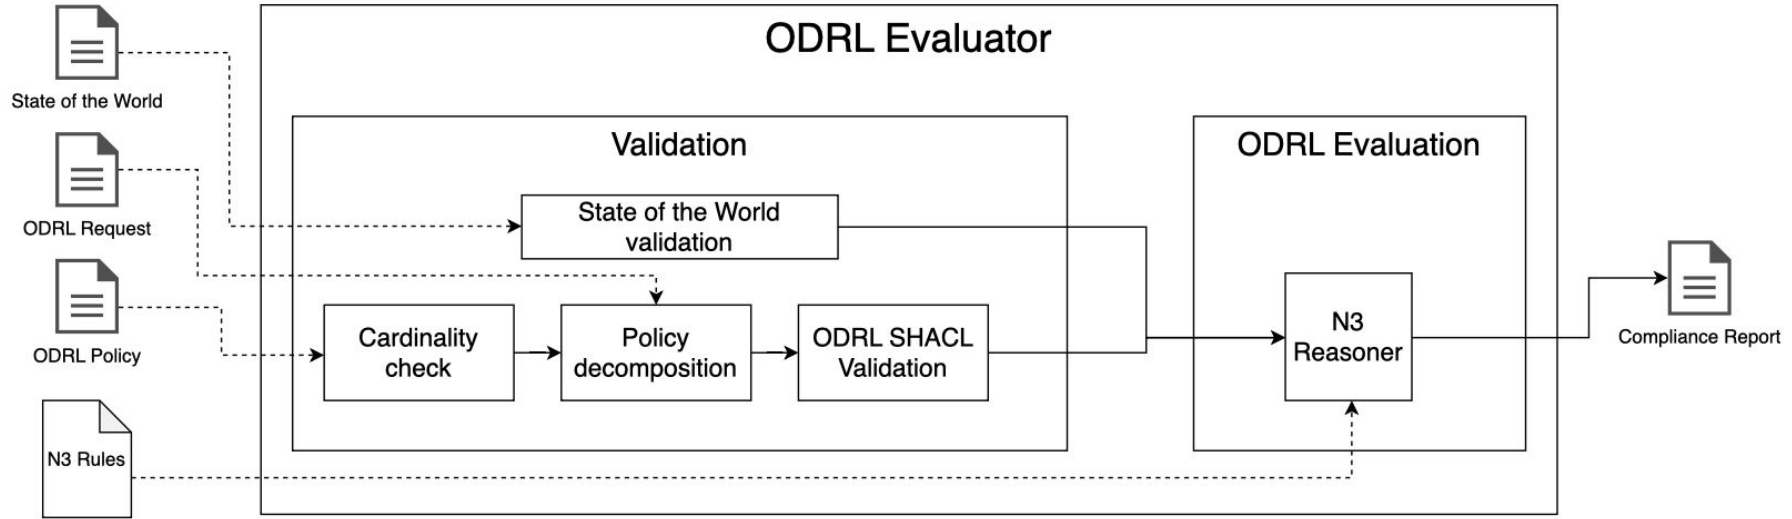 ODRL Evaluator
State of the World
Validation
ODRL Evaluation
ODRL Request
State of the World
validation
ODRL Policy
Cardinality
check
Policy
decomposition
ODRL SHACL
Validation
N3
Reasoner
Compliance Report
N3 Rules